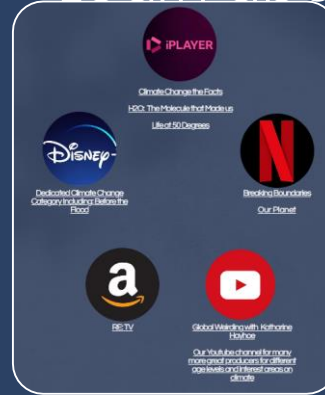 iPLAYER
Climate Change the Facts
H2O: The Molecule that Made us
Life at 50 Degrees
Disney+
Dedicated Climate Change
Category Including: Before the
Flood
N
Breaking Boundaries
Our Planet
a
RE:TV
Global Weirding with Katharine
Hayhoe
Our Youtube channel for many
more great producers for different
age levels and interest areas on
climate